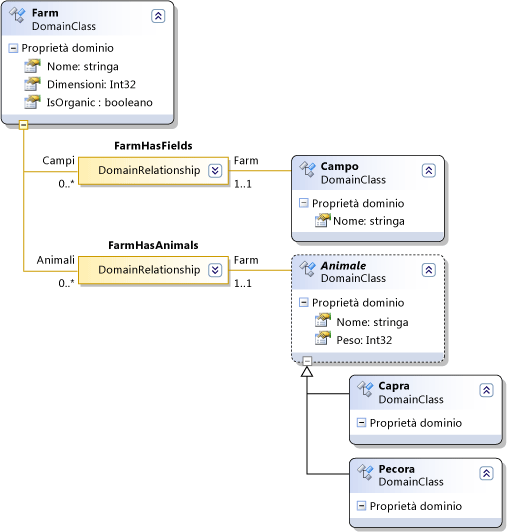 Farm
DomainClass
Proprietà dominio
Nome: stringa
Dimensioni: Int32
IsOrganic : booleano
FarmHasFields
Campi
DomainRelationship
Farm
0..*
1..1
Campo
DomainClass
Proprietà dominio
Nome: stringa
FarmHasAnimals
Animali
DomainRelationship
Farm
0..*
1..1
Animale
DomainClass
Proprietà dominio
Nome: stringa
Peso: Int32
Capra
DomainClass
Proprietà dominio
Pecora
DomainClass
Proprietà dominio